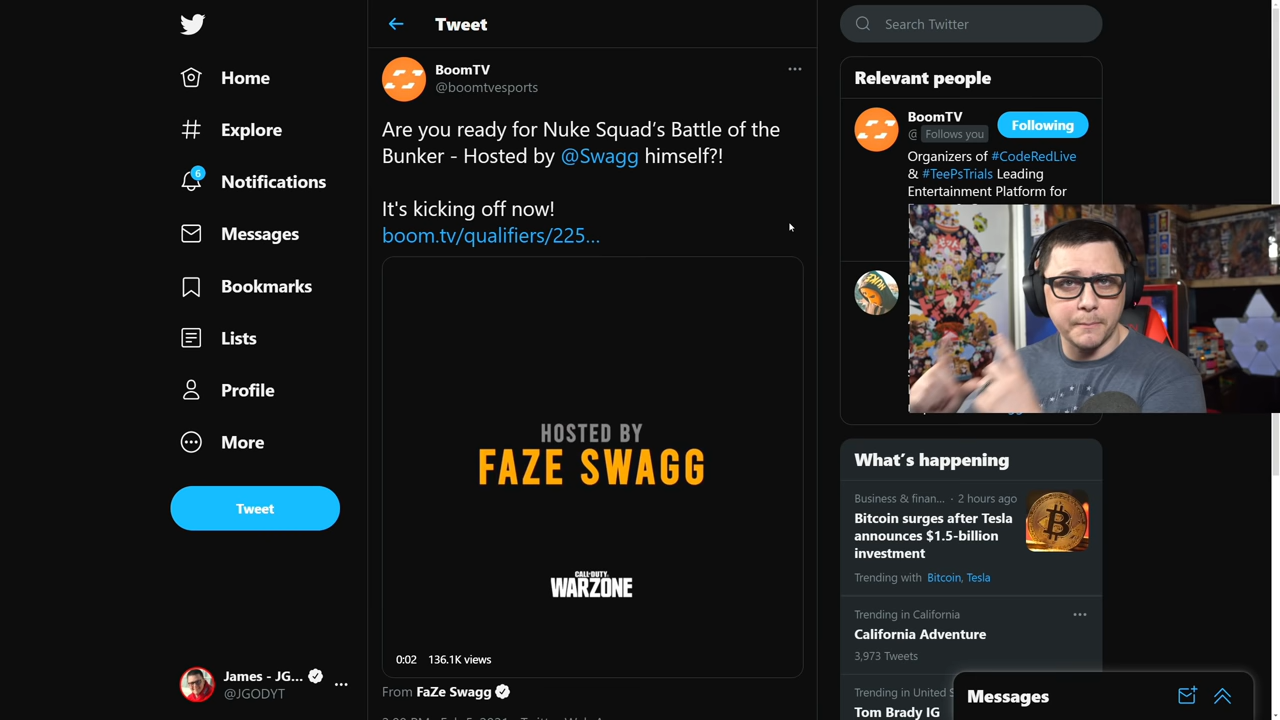 Home
Explore
6
Notifications
Messages
Bookmarks
Lists
Profile
More
Tweet
James - JG...
@JGODYT
Tweet
BoomTV
@boomtvesports
Are you ready for Nuke Squad's Battle of the
Bunker - Hosted by @Swagg himself?!
It's kicking off now!
boom.tv/qualifiers/225...
HOSTED BY
FAZE SWAGG
CALL OF DUTY
WARZONE
0:02 136.1K views
From FaZe Swagg
Search Twitter
Relevant people
BoomTV
@ Follows you
Following
Organizers of #CodeRedLive
& #TeePsTrials Leading
Entertainment Platform for
What's happening
Business & finan... · 2 hours ago
Bitcoin surges after Tesla
announces $1.5-billion
investment
Trending with Bitcoin, Tesla
Trending in California
California Adventure
3,973 Tweets
Trending in United S
Tom Brady IG
Messages